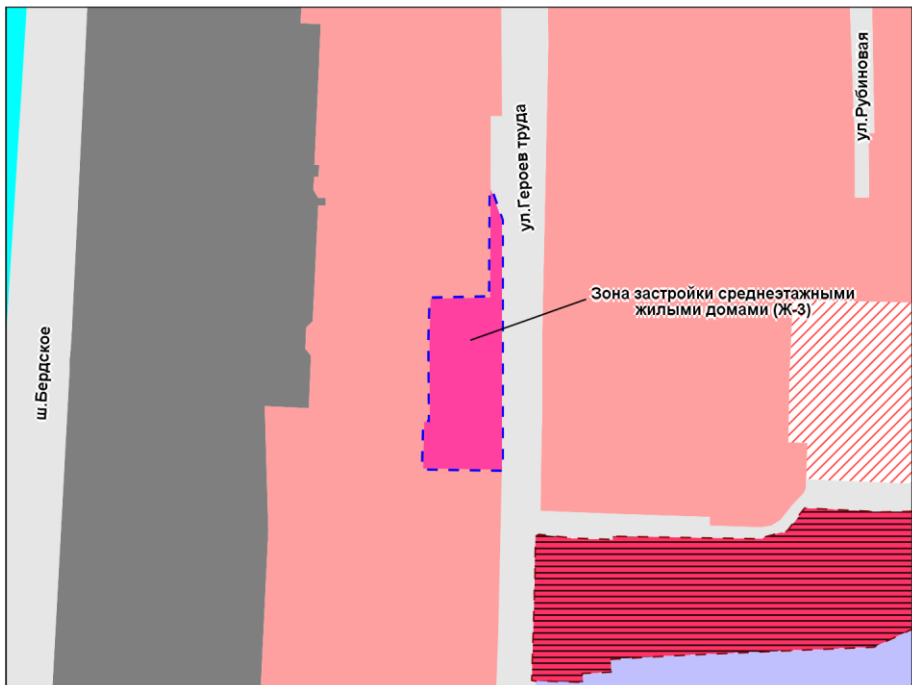 ул.Рубиновая
ул.Героев труда
Зона застройки среднеэтажными
жилыми домами (Ж-3)
ш.Бердское